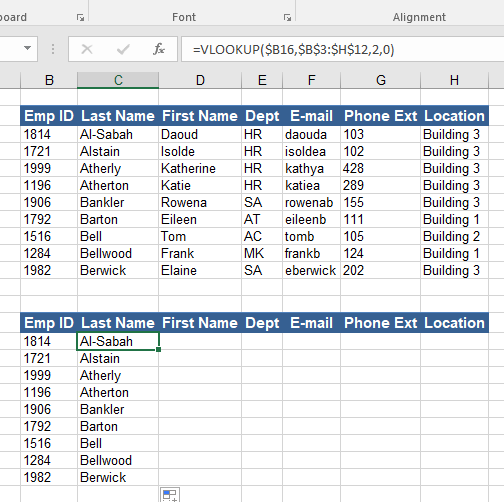 board Font Alignment
fx =VLOOKUP($B16,$B$3:$H$12,2,0)
B C D E F G H
Emp ID Last Name First Name Dept E-mail Phone Ext Location
1814 Al-Sabah Daoud HR daouda 103 Building 3
1721 Alstain Isolde HR isoldea 102 Building 3
1999 Atherly Katherine HR kathya 428 Building 3
1196 Atherton Katie HR katiea 289 Building 3
1906 Bankler Rowena SA rowenab 155 Building 3
1792 Barton Eileen AT eileenb 111 Building 1
1516 Bell Tom AC tomb 105 Building 2
1284 Bellwood Frank MK frankb 124 Building 1
1982 Berwick Elaine SA eberwick 202 Building 3
Emp ID Last Name First Name Dept E-mail Phone Ext Location
1814 Al-Sabah
1721 Alstain
1999 Atherly
1196 Atherton
1906 Bankler
1792 Barton
1516 Bell
1284 Bellwood
1982 Berwick